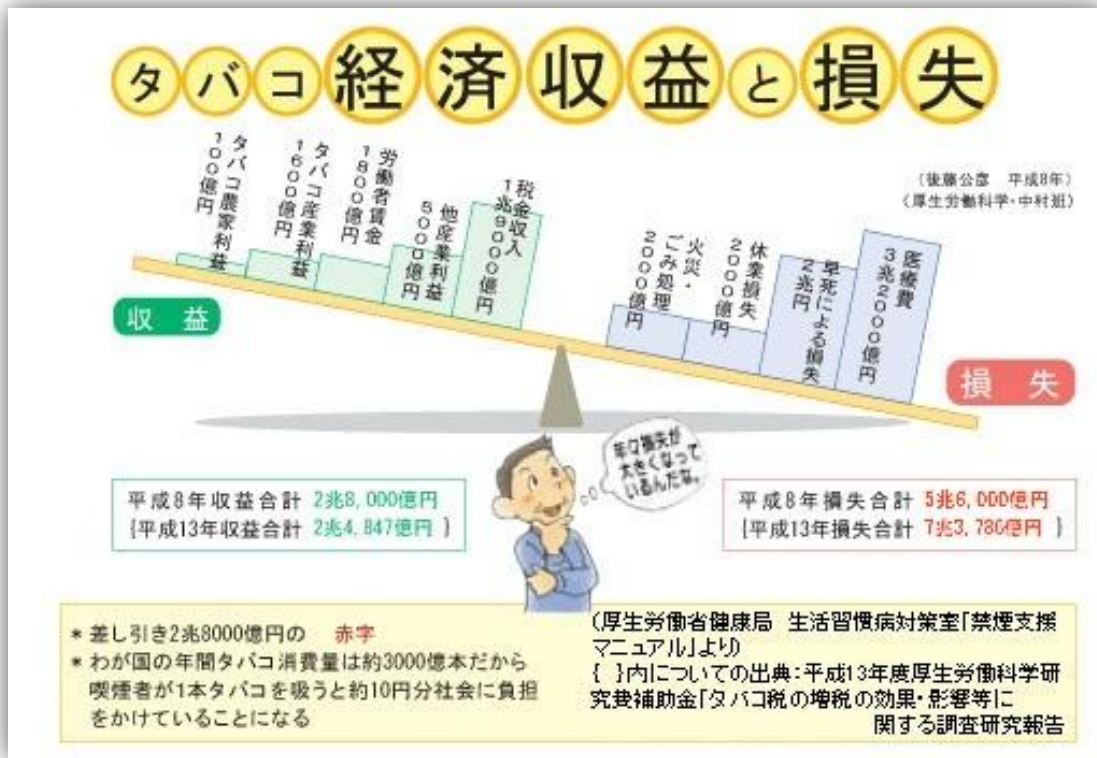 タバコ経済収益と損失
(後藤公彦 平成8年)
(厚生労働科学・中村班)
タバコ農家利益
100億円
タバコ産業利益
1600億円
労働者賃金
1800億円
他産業利益
5000億円
税金収入
1兆9000億円
火災・
ごみ処理
2000億円
休業損失
2000億円
早死による損失
2兆円
医療費
3兆2000億円
収 益
損 失
年々損失が
大きくなって
いるんだな。
平成8年収益合計 2兆8,000億円
{平成13年収益合計 2兆4,847億円 }
平成8年損失合計 5兆6,000億円
{平成13年損失合計 7兆3,786億円 }
* 差し引き2兆8000億円の 赤字
* わが国の年間タバコ消費量は約3000億本だから
喫煙者が1本タバコを吸うと約10円分社会に負担
をかけていることになる
(厚生労働省健康局 生活習慣病対策室「禁煙支援
マニュアル」より)
{ }内についての出典:平成13年度厚生労働科学研
究費補助金「タバコ税の増税の効果・影響等に
関する調査研究報告